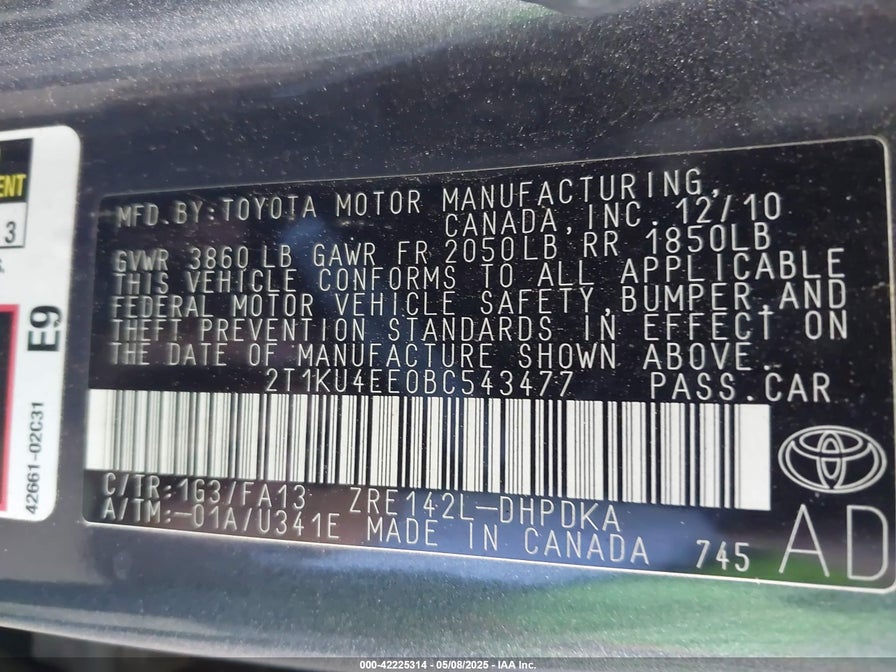 ENT
3
E9
42661-02C31
MFD.BY:TOYOTA MOTOR MANUFACTURING,
CANADA,INC. 12/10
GVWR 3860 LB GAWR FR 2050LB RR 1850LB
THIS VEHICLE CONFORMS TO ALL APPLICABLE
FEDERAL MOTOR VEHICLE SAFETY,BUMPER,AND
THEFT PREVENTION STANDARDS IN EFFECT ON
THE DATE OF MANUFACTURE SHOWN ABOVE.
2T1KU4EE0BC543477 PASS.CAR
C/TR:1G3/FA13 ZRE142L-DHPDKA
A/TM:-01A/U341E MADE IN CANADA 745 AD
000-42225314 - 05/08/2025 - IAA Inc.